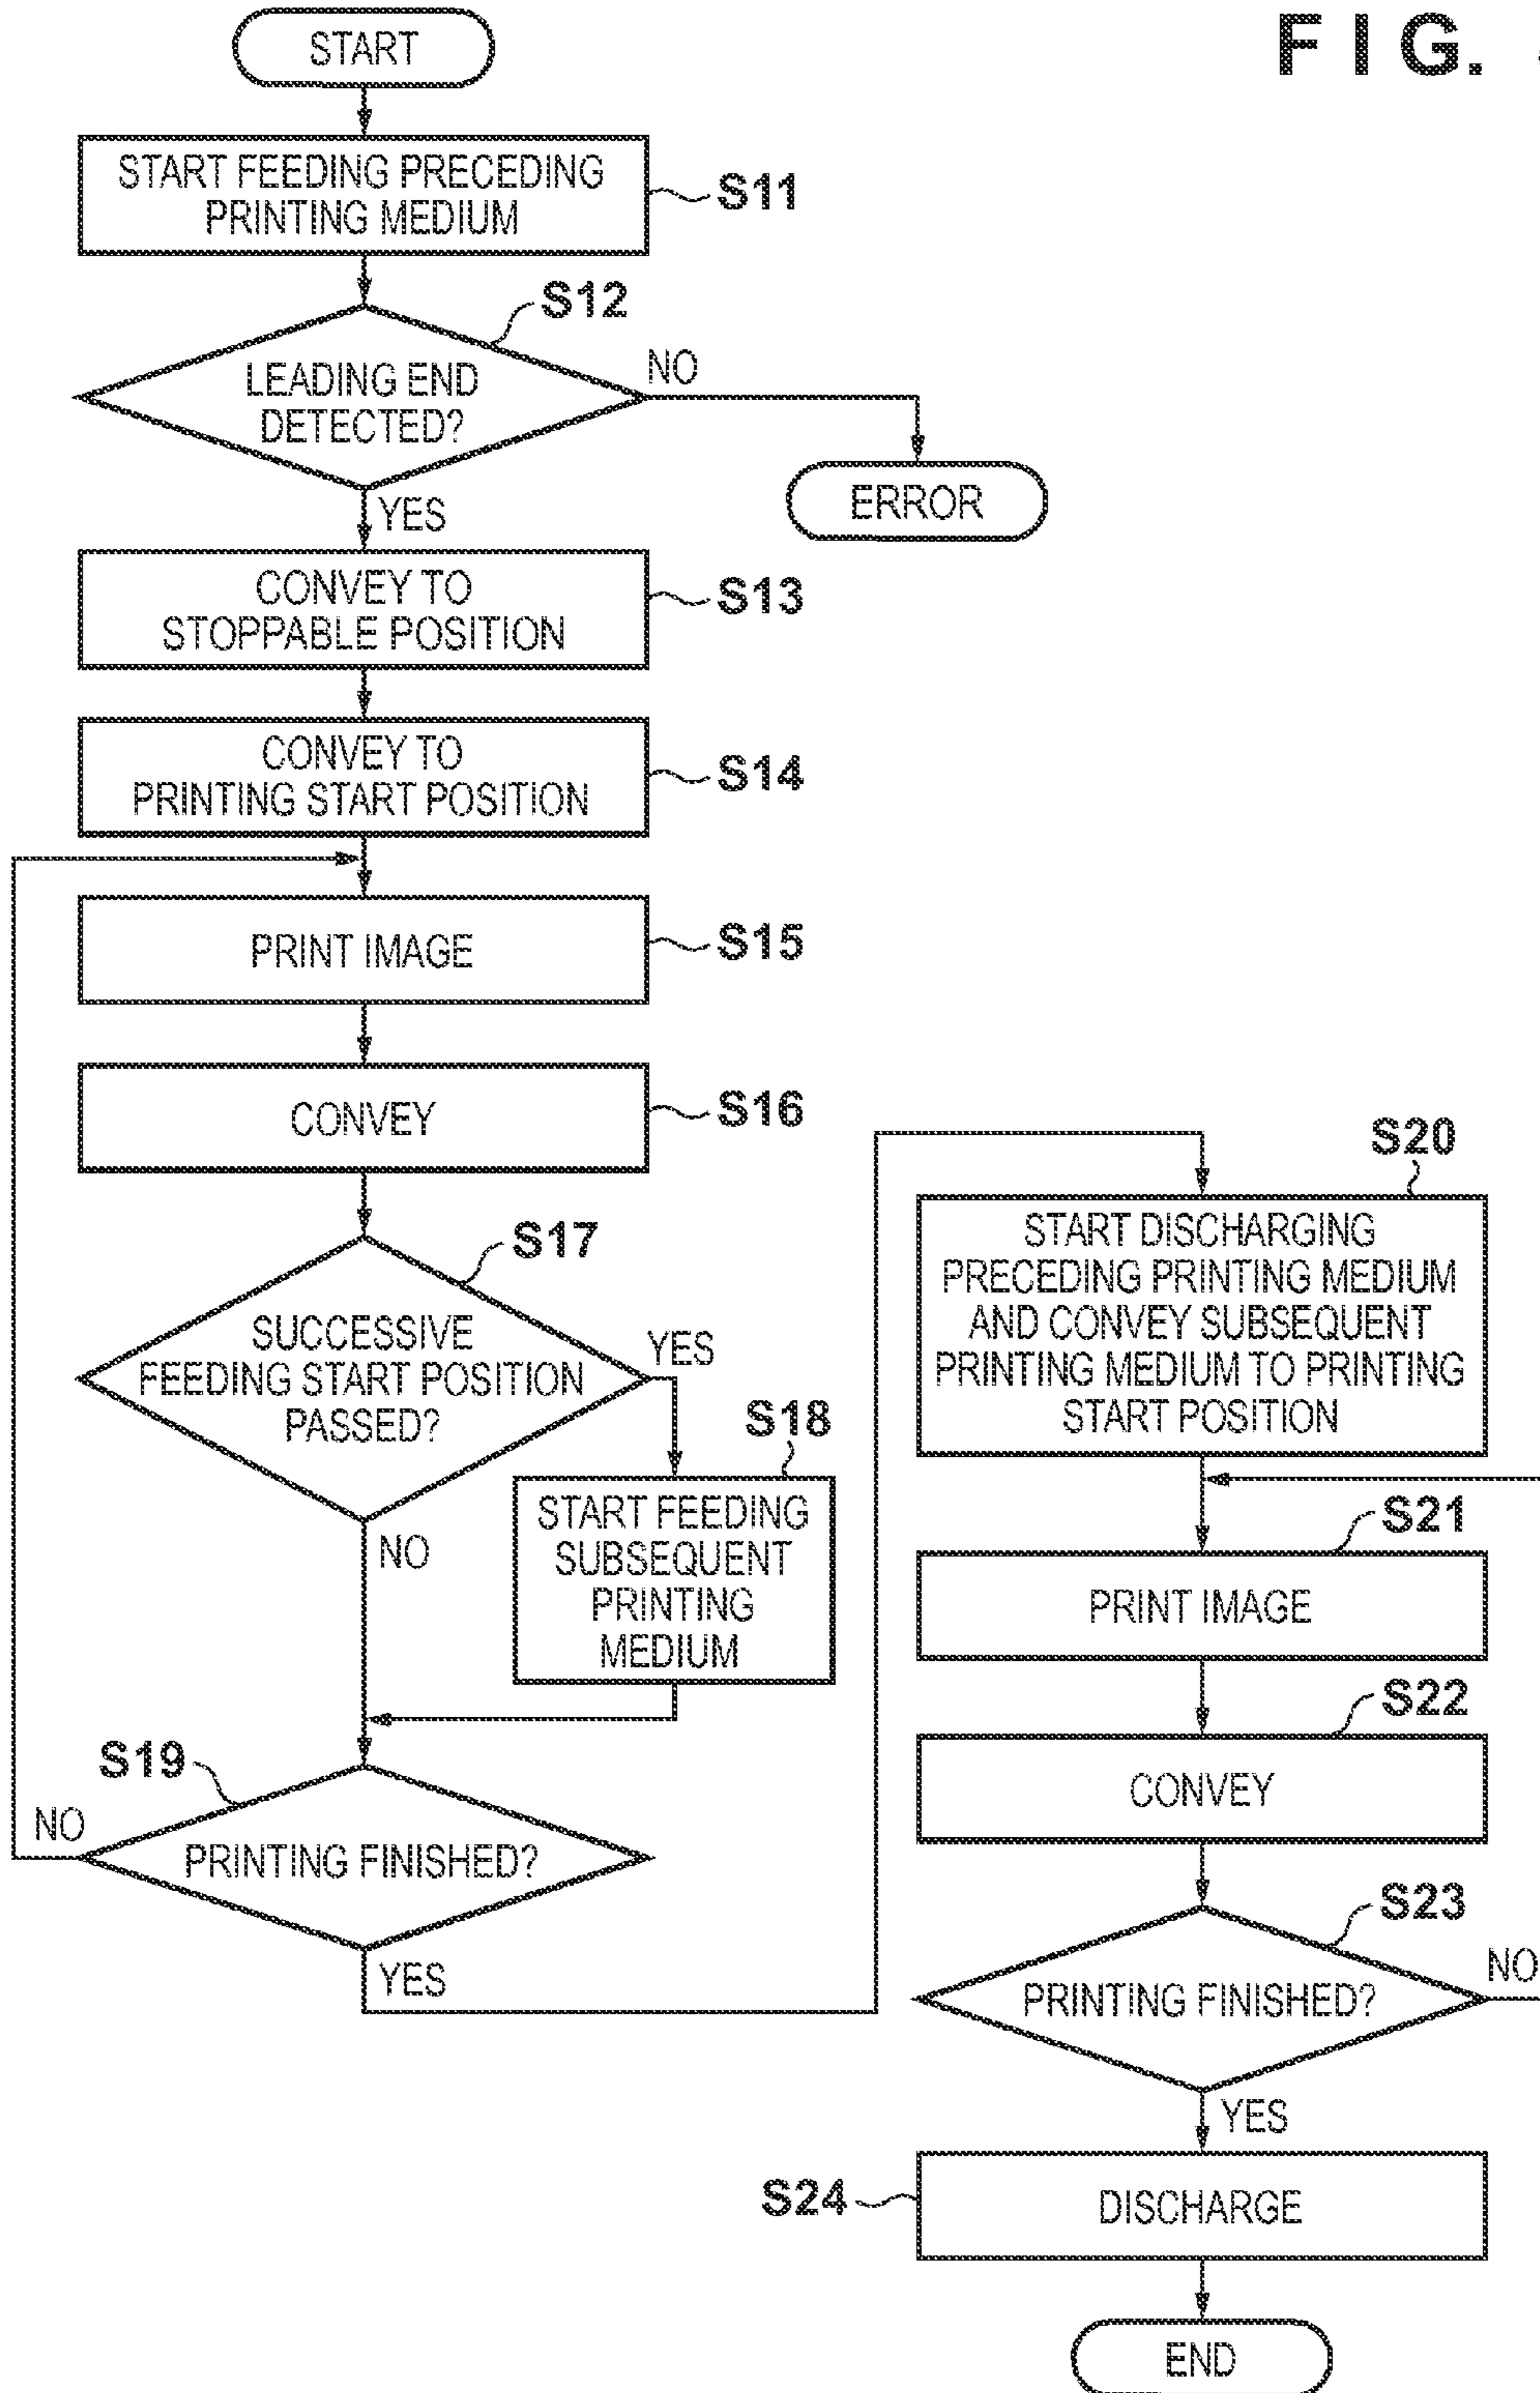 FIG.
START
START FEEDING PRECEDING
PRINTING MEDIUM
S11
S12
LEADING END
DETECTED?
NO
ERROR
YES
CONVEY TO
STOPPABLE POSITION
S13
CONVEY TO
PRINTING START POSITION
S14
PRINT IMAGE
S15
CONVEY
S16
S17
SUCCESSIVE
FEEDING START POSITION
PASSED?
YES
NO
S18
START FEEDING
SUBSEQUENT
PRINTING
MEDIUM
S19
NO
PRINTING FINISHED?
YES
S20
START DISCHARGING
PRECEDING PRINTING MEDIUM
AND CONVEY SUBSEQUENT
PRINTING MEDIUM TO PRINTING
START POSITION
S21
PRINT IMAGE
S22
CONVEY
S23
NO
PRINTING FINISHED?
YES
S24
DISCHARGE
END